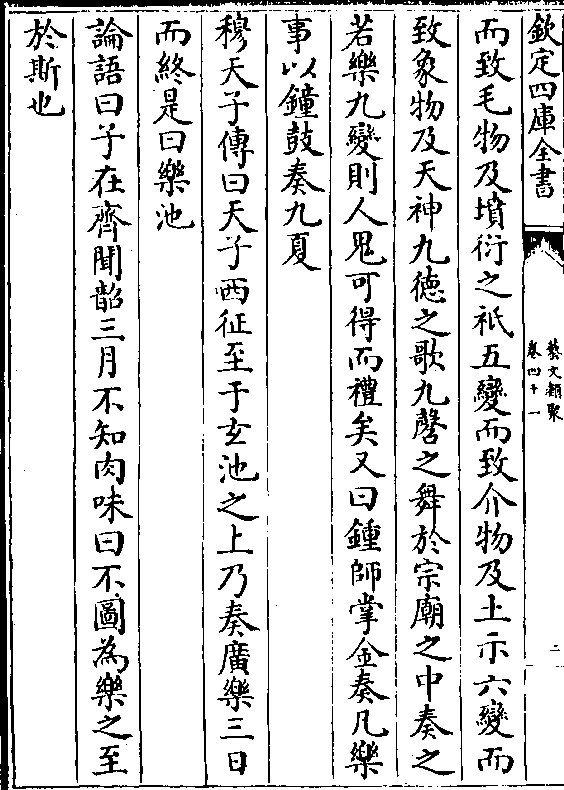 欽定四庫全書
藝文類聚
卷四十一
二
而致毛物及墳衍之祇五變而致介物及土示六變而
致象物及天神九德之歌九㲈之舞於宗廟之中奏之
若樂九變則人鬼可得而禮矣又曰鍾師掌金奏凡樂
事以鐘鼓奏九夏
穆天子傳曰天子西征至于玄池之上乃奏廣樂三日
而終是曰樂池
論語曰子在齊聞韶三月不知肉味曰不圖為樂之至
於斯也